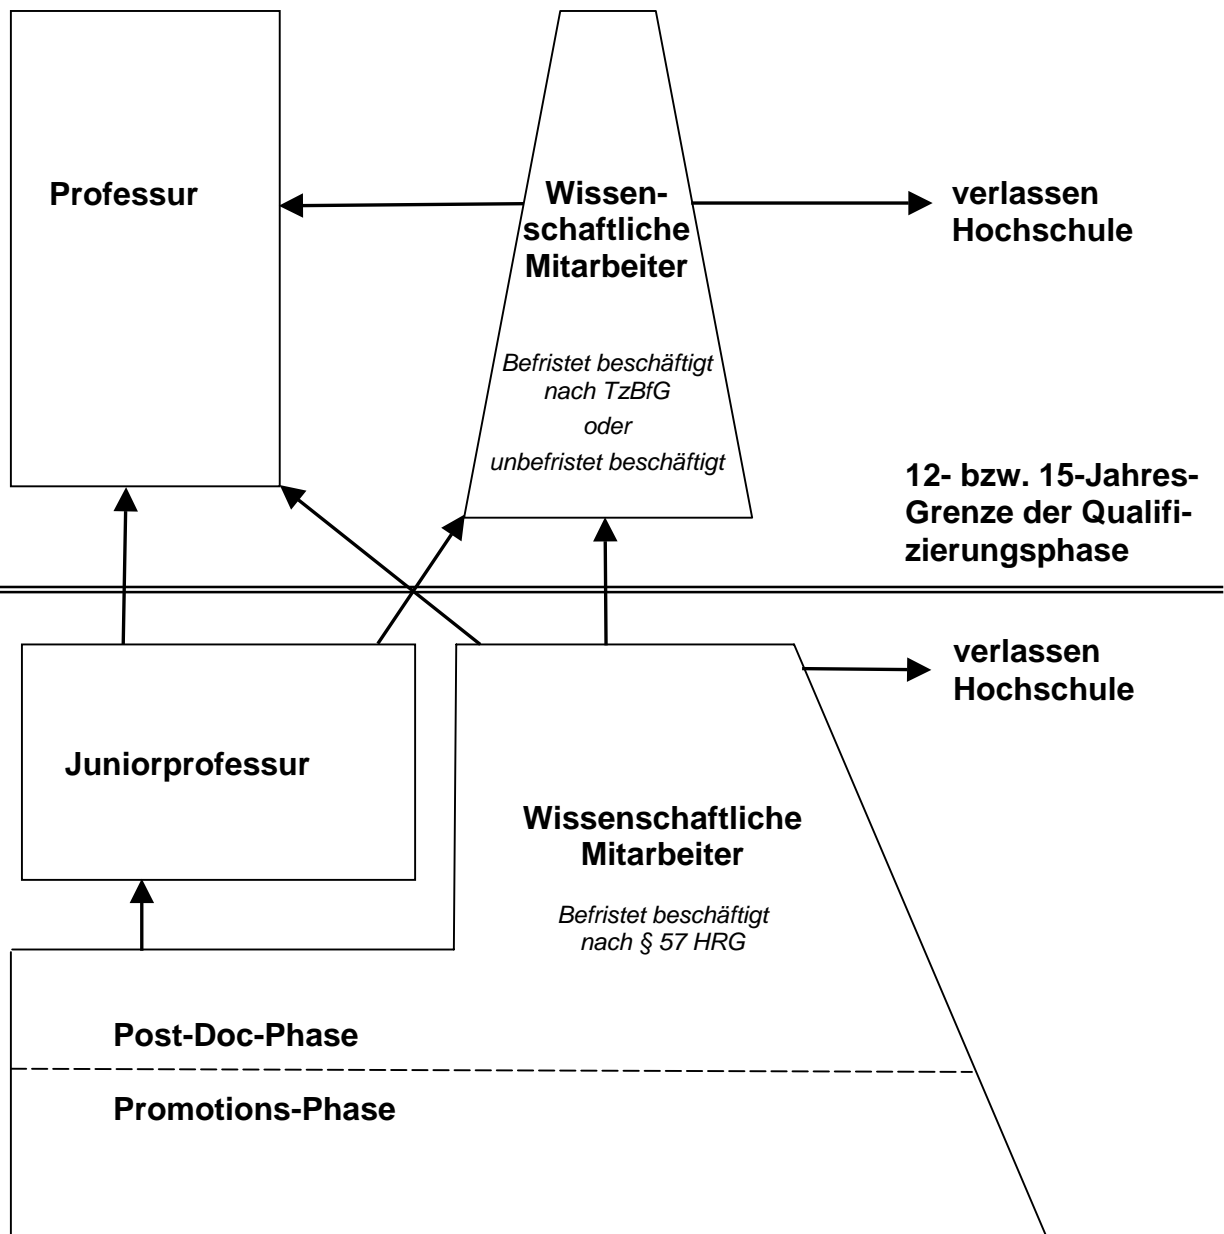 Professur
Wissen-
schaftliche
Mitarbeiter
verlassen
Hochschule
Befristet beschäftigt
nach TzBfG
oder
unbefristet beschäftigt
12- bzw. 15-Jahres-
Grenze der Qualifi-
zierungsphase
verlassen
Hochschule
Juniorprofessur
Wissenschaftliche
Mitarbeiter
Befristet beschäftigt
nach § 57 HRG
Post-Doc-Phase
Promotions-Phase